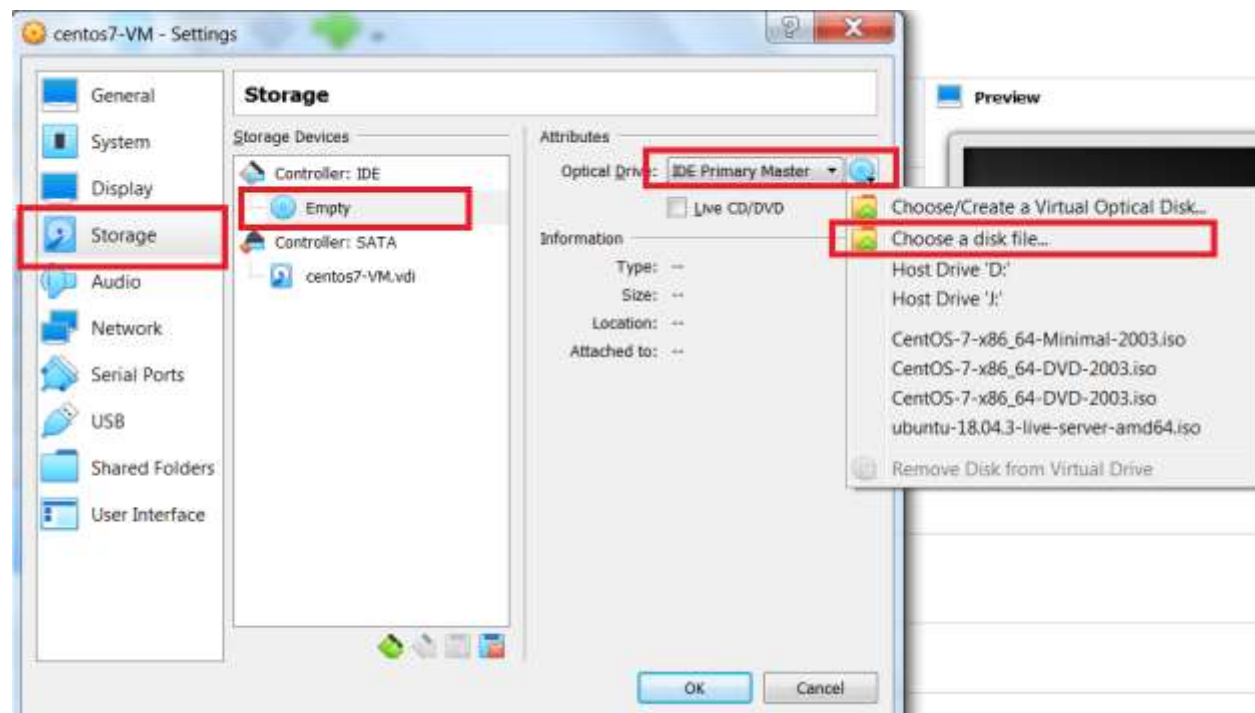 centos7-VM - Settings
General
System
Display
Storage
Audio
Network
Serial Ports
USB
Shared Folders
User Interface
Storage
Storage Devices
Controller: IDE
Empty
Controller: SATA
centos7-VM.vdi
Attributes
Optical Drive: IDE Primary Master
Live CD/DVD
Information
Type: --
Size: --
Location: --
Attached to: --
OK Cancel
Preview
Choose/Create a Virtual Optical Disk...
Choose a disk file...
Host Drive 'D:'
Host Drive 'J:'
CentOS-7-x86_64-Minimal-2003.iso
CentOS-7-x86_64-DVD-2003.iso
CentOS-7-x86_64-DVD-2003.iso
ubuntu-18.04.3-live-server-amd64.iso
Remove Disk from Virtual Drive